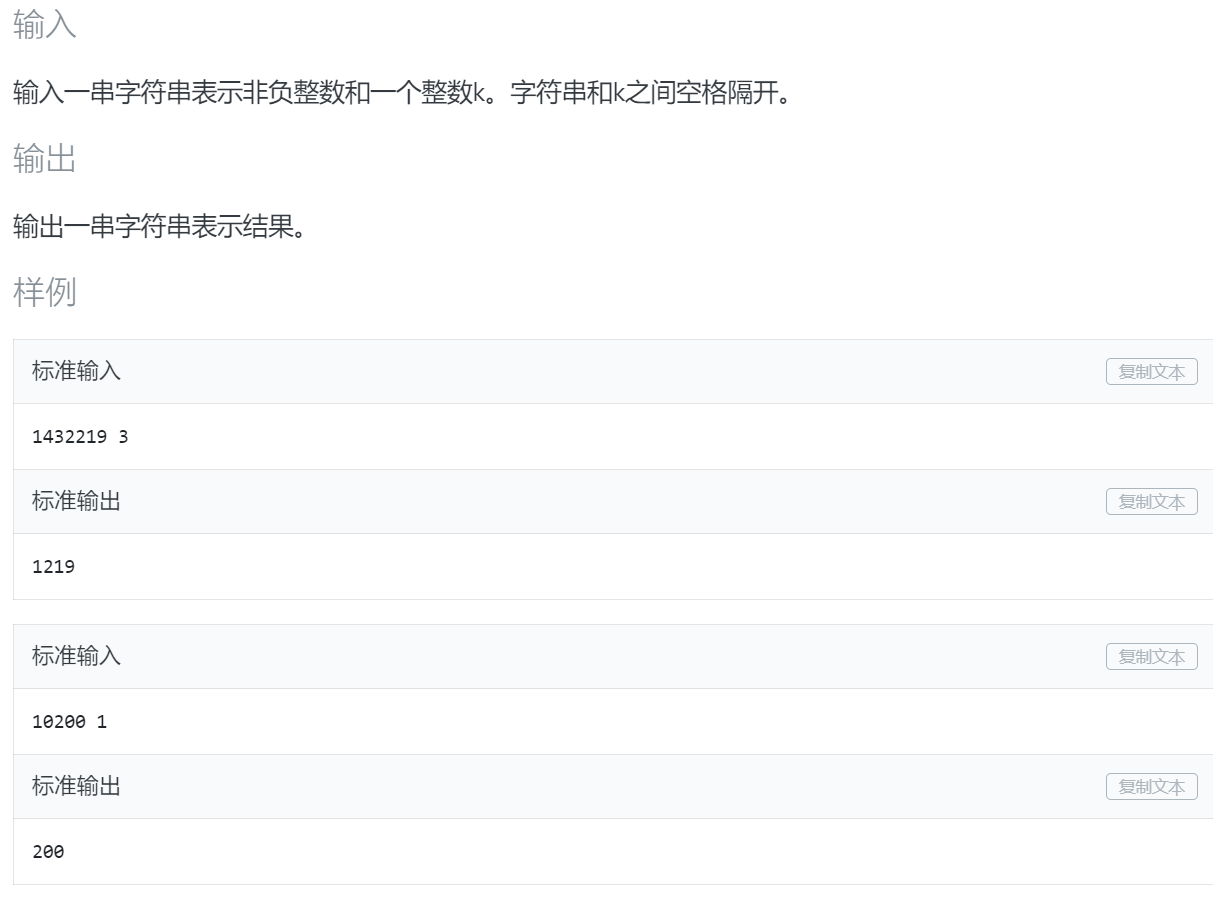 输入
输入一串字符串表示非负整数和一个整数k。字符串和k之间空格隔开。
输出
输出一串字符串表示结果。
样例
标准输入
复制文本
1432219 3
标准输出
复制文本
1219
标准输入
复制文本
10200 1
标准输出
复制文本
200